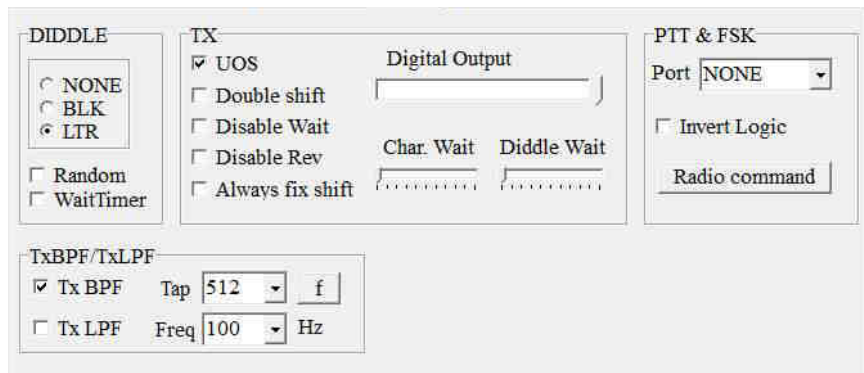 DIDDLE
NONE
BLK
LTR
Random
WaitTimer
TX
UOS
Double shift
Disable Wait
Disable Rev
Always fix shift
Digital Output
Char. Wait Diddle Wait
PTT & FSK
Port NONE
Invert Logic
Radio command
TxBPF/TxLPF
Tx BPF Tap 512 f
Tx LPF Freq 100 Hz